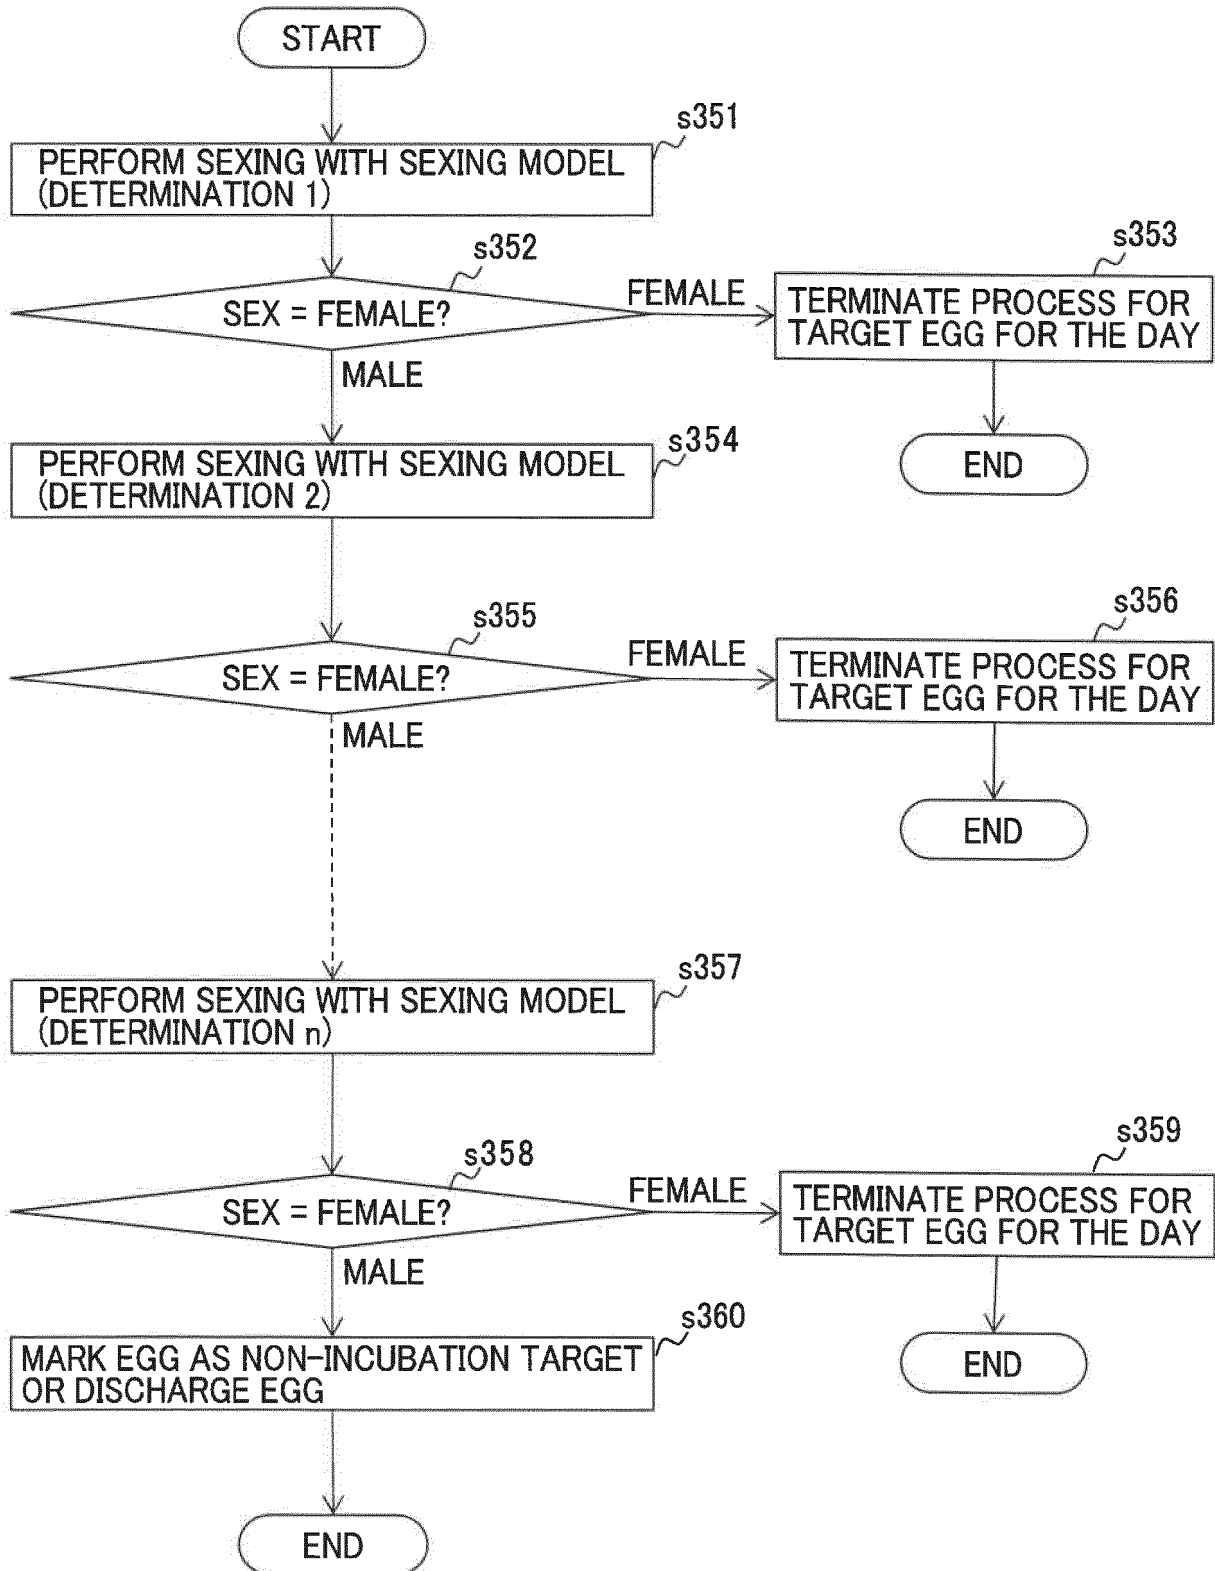 START
s351
PERFORM SEXING WITH SEXING MODEL
(DETERMINATION 1)
s352
SEX = FEMALE?
FEMALE
MALE
s353
TERMINATE PROCESS FOR
TARGET EGG FOR THE DAY
END
s354
PERFORM SEXING WITH SEXING MODEL
(DETERMINATION 2)
s355
SEX = FEMALE?
FEMALE
MALE
s356
TERMINATE PROCESS FOR
TARGET EGG FOR THE DAY
END
s357
PERFORM SEXING WITH SEXING MODEL
(DETERMINATION n)
s358
SEX = FEMALE?
FEMALE
MALE
s359
TERMINATE PROCESS FOR
TARGET EGG FOR THE DAY
END
s360
MARK EGG AS NON-INCUBATION TARGET
OR DISCHARGE EGG
END